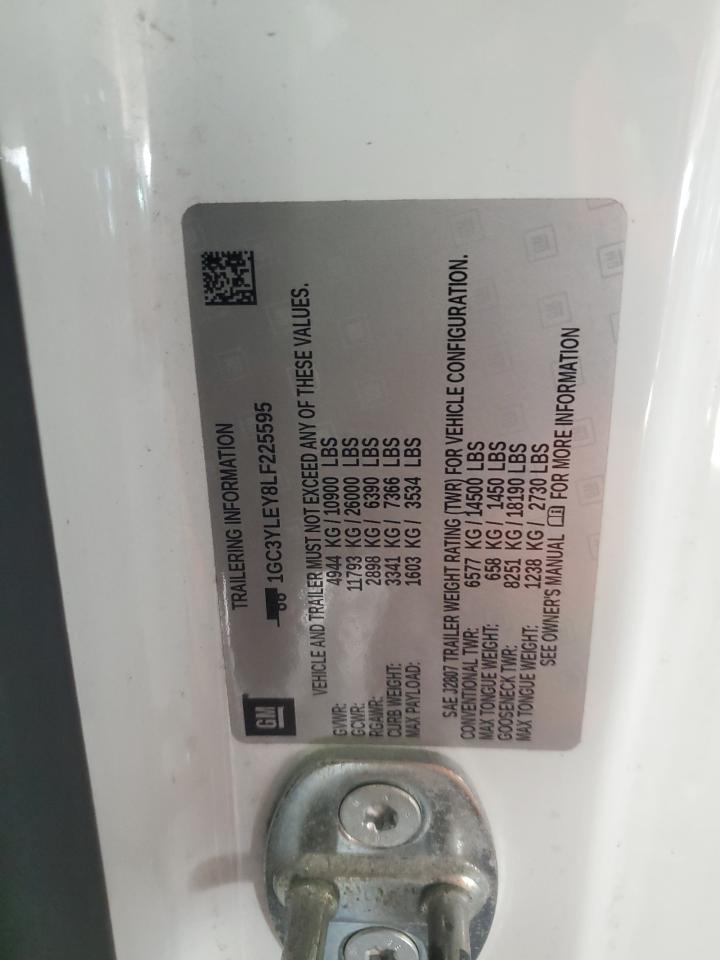 GM
TRAILERING INFORMATION
1GC3YLEY8LF225595
VEHICLE AND TRAILER MUST NOT EXCEED ANY OF THESE VALUES.
GVWR: 4944 KG / 10900 LBS
GCWR: 11793 KG / 26000 LBS
RGAWR: 2898 KG / 6390 LBS
CURB WEIGHT: 3341 KG / 7366 LBS
MAX PAYLOAD: 1603 KG / 3534 LBS
SAE J2807 TRAILER WEIGHT RATING (TWR) FOR VEHICLE CONFIGURATION.
CONVENTIONAL TWR: 6577 KG / 14500 LBS
MAX TONGUE WEIGHT: 658 KG / 1450 LBS
GOOSENECK TWR: 8251 KG / 18190 LBS
MAX TONGUE WEIGHT: 1238 KG / 2730 LBS
SEE OWNER'S MANUAL FOR MORE INFORMATION